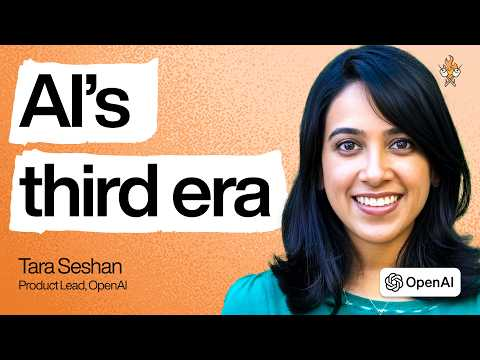 AI's
third era
Tara Seshan
Product Lead, OpenAI
OpenAI